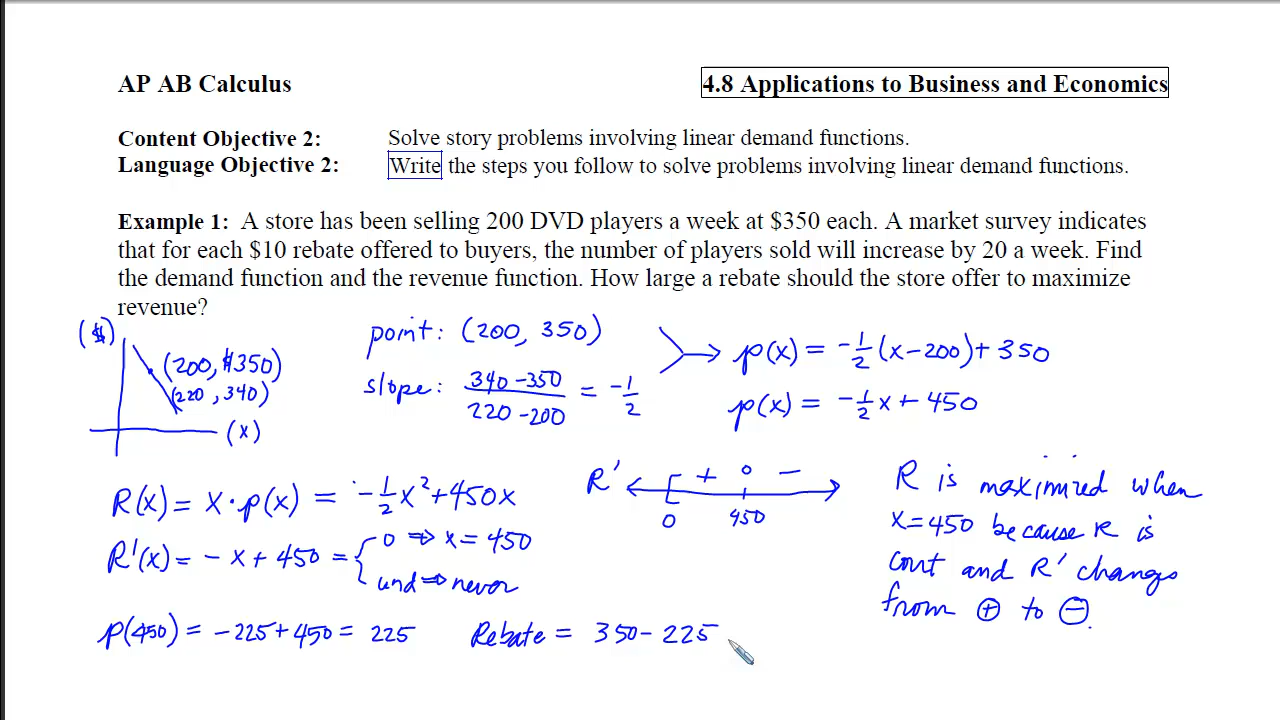 AP AB Calculus
4.8 Applications to Business and Economics
Content Objective 2: Solve story problems involving linear demand functions.
Language Objective 2: Write the steps you follow to solve problems involving linear demand functions.
Example 1: A store has been selling 200 DVD players a week at $350 each. A market survey indicates
that for each $10 rebate offered to buyers, the number of players sold will increase by 20 a week. Find
the demand function and the revenue function. How large a rebate should the store offer to maximize
revenue?
($)
(200, $350)
(220, 340)
(x)
point: (200, 350)
slope: (340-350)/(220-200) = -1/2
p(x) = -1/2(x-200)+350
p(x) = -1/2x+450
R(x) = x·p(x) = -1/2x²+450x
R'(x) = -x+450 = { 0 ⇒ x=450
und ⇒ never
R' + 0 -
0 450
R is maximized when
x=450 because R is
cont and R' changes
from ⊕ to ⊖.
p(450) = -225+450 = 225
Rebate = 350-225